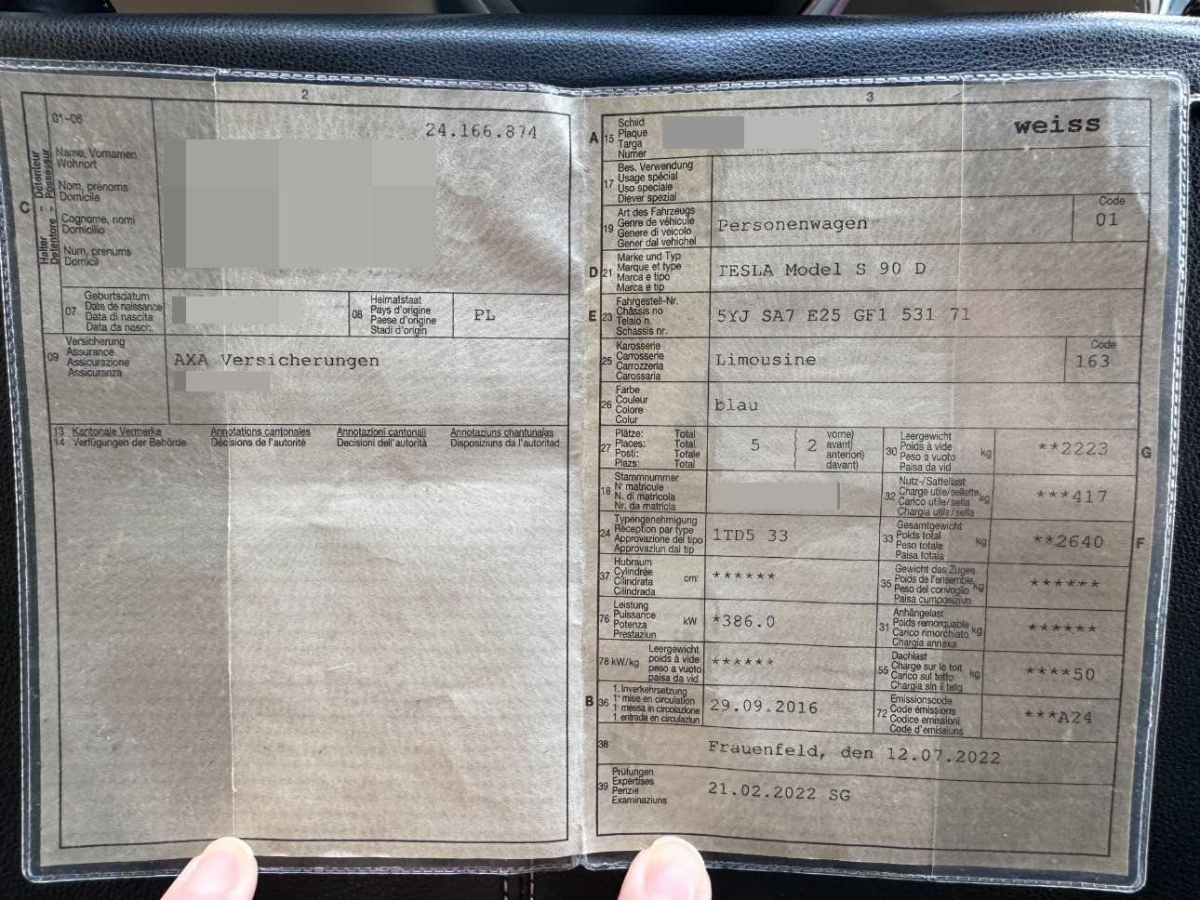 2
01-06
24.166.874
C
Halter - Détenteur
Detentore - Possessur
Name, Vornamen
Wohnort
Nom, prénoms
Domicile
Cognome, nomi
Domicilio
Num, prenums
Domicil
07
Geburtsdatum
Date de naissance
Data di nascita
Data da nasch.
08
Heimatstaat
Pays d'origine
Paese d'origine
Stadi d'origin
PL
09
Versicherung
Assurance
Assicurazione
Assicuranza
AXA Versicherungen
13 Kantonale Vermerke Annotations cantonales Annotazioni cantonali Annotaziuns chantunalas
14 Verfügungen der Behörde Décisions de l'autorité Decisioni dell'autorità Disposiziuns da l'autoritad
3
A
15
Schild
Plaque
Targa
Numer
weiss
17
Bes. Verwendung
Usage spécial
Uso speciale
Diever spezial
19
Art des Fahrzeugs
Genre de véhicule
Genere di veicolo
Gener dal vehichel
Personenwagen
Code
01
D
21
Marke und Typ
Marque et type
Marca e tipo
Marca e tip
TESLA Model S 90 D
E
23
Fahrgestell-Nr.
Châssis no
Telaio n.
Schassis nr.
5YJ SA7 E25 GF1 531 71
25
Karosserie
Carrosserie
Carrozzeria
Carossaria
Limousine
Code
163
26
Farbe
Couleur
Colore
Colur
blau
27
Plätze: Total
Places: Total
Posti: Totale
Plazs: Total
5
2
vorne)
avant)
anteriori)
davant)
30
Leergewicht
Poids à vide
Peso a vuoto
Paisa da vid
kg
**2223
G
18
Stammnummer
N° matricule
N. di matricola
Nr. da matricla
32
Nutz-/Sattellast
Charge utile/sellette
Carico utile/sella
Chargia utila/sella
kg
***417
24
Typengenehmigung
Réception par type
Approvazione del tipo
Approvaziun dal tip
1TD5 33
33
Gesamtgewicht
Poids total
Peso totale
Paisa totala
kg
**2640
F
37
Hubraum
Cylindrée
Cilindrata
Cilindrada
cm³
******
35
Gewicht des Zuges
Poids de l'ensemble
Peso del convoglio
Paisa cumposiziun
kg
******
76
Leistung
Puissance
Potenza
Prestaziun
kW
*386.0
31
Anhängelast
Poids remorquable
Carico rimorchiato
Chargia annexa
kg
******
78 kW/kg
Leergewicht
poids à vide
peso a vuoto
paisa da vid
******
55
Dachlast
Charge sur le toit
Carico sul tetto
Chargia sin il tetg
kg
****50
B
36
1. Inverkehrsetzung
1re mise en circulation
1a messa in circolazione
1. entrada en circulaziun
29.09.2016
72
Emissionscode
Code émissions
Codice emissioni
Code d'emissiuns
***A24
38
Frauenfeld, den 12.07.2022
39
Prüfungen
Expertises
Perizie
Examinaziuns
21.02.2022 SG